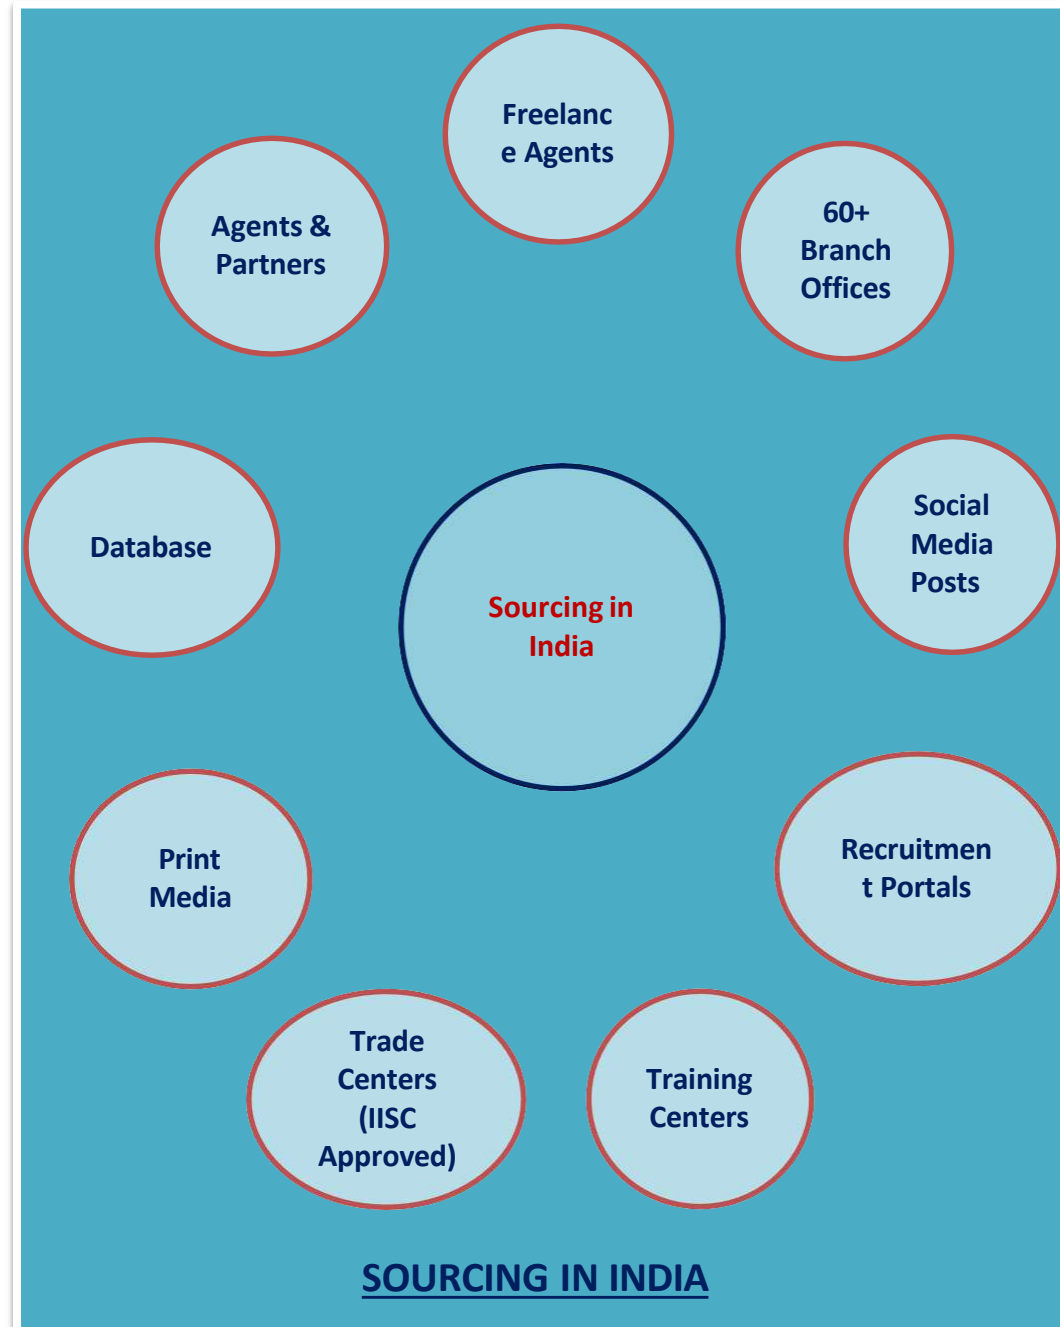 Freelanc
e Agents
Agents &
Partners
60+
Branch
Offices
Database
Social
Media
Posts
Sourcing in
India
Print
Media
Recruitmen
t Portals
Trade
Centers
(IISC
Approved)
Training
Centers
SOURCING IN INDIA